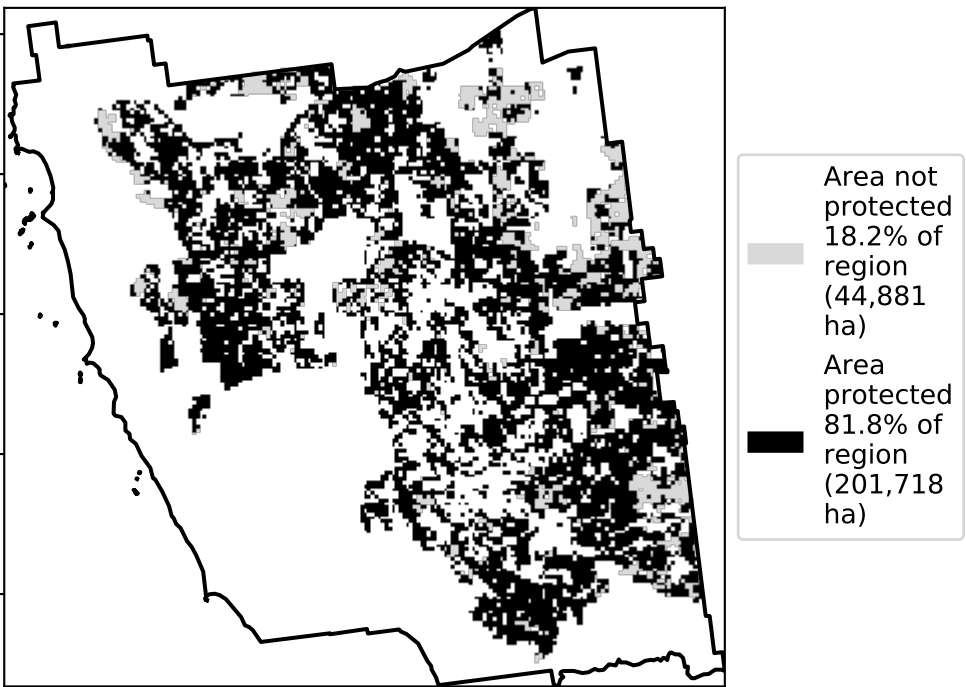 Area not
protected
18.2% of
region
(44,881
ha)
Area
protected
81.8% of
region
(201,718
ha)